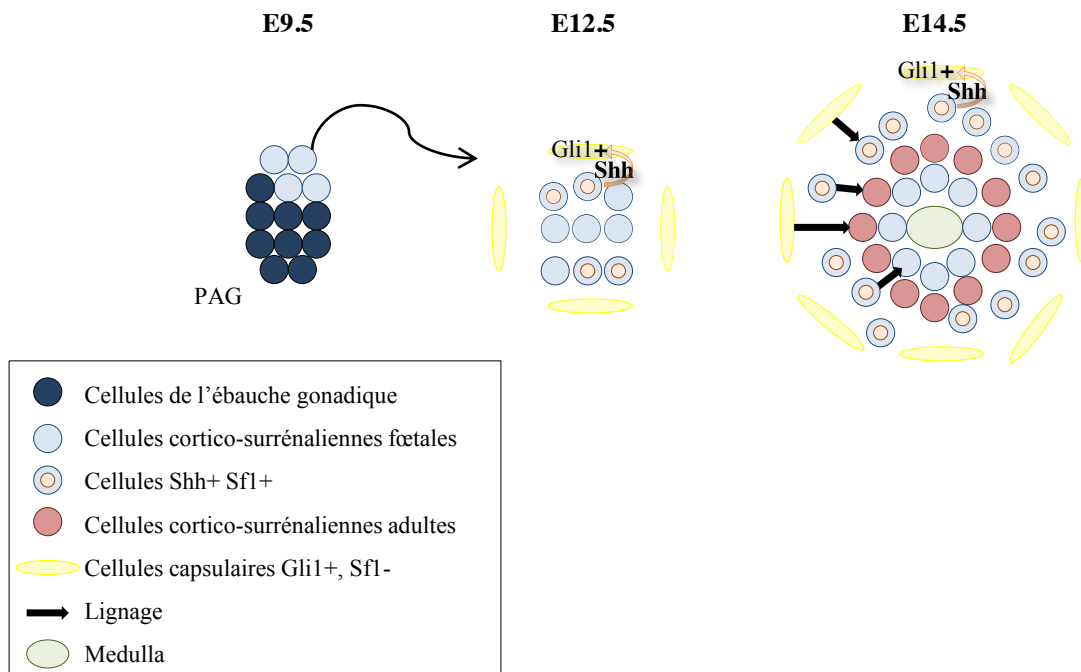 E9.5
E12.5
E14.5
Gli1+
Shh
Gli1+
Shh
PAG
Cellules de l’ébauche gonadique
Cellules cortico-surrénaliennes fœtales
Cellules Shh+ Sf1+
Cellules cortico-surrénaliennes adultes
Cellules capsulaires Gli1+, Sf1-
Lignage
Medulla